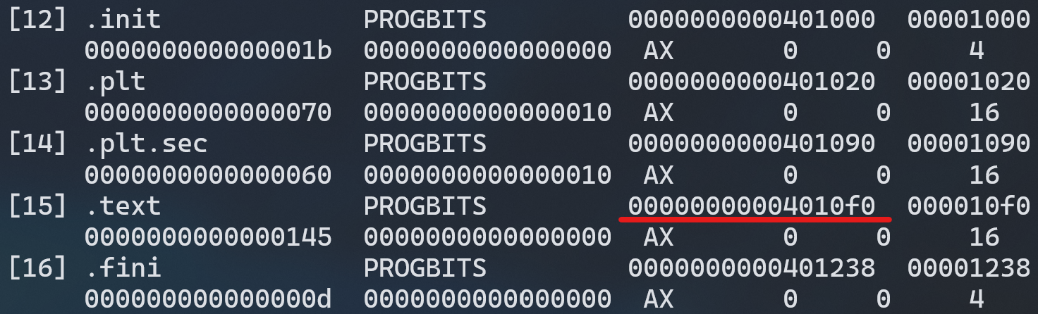 [12] .init PROGBITS 0000000000401000 00001000
000000000000001b 0000000000000000 AX 0 0 4
[13] .plt PROGBITS 0000000000401020 00001020
0000000000000070 0000000000000010 AX 0 0 16
[14] .plt.sec PROGBITS 0000000000401090 00001090
0000000000000060 0000000000000010 AX 0 0 16
[15] .text PROGBITS 00000000004010f0 000010f0
0000000000000145 0000000000000000 AX 0 0 16
[16] .fini PROGBITS 0000000000401238 00001238
000000000000000d 0000000000000000 AX 0 0 4